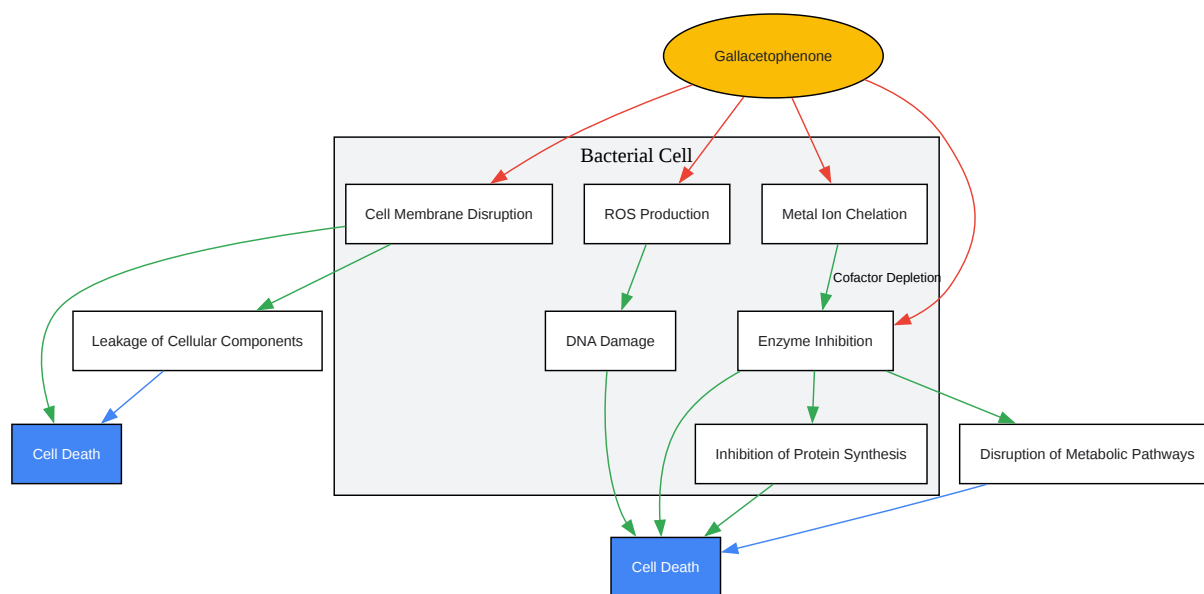 Gallacetophenone
Bacterial Cell
Cell Membrane Disruption
ROS Production
Metal Ion Chelation
Cofactor Depletion
Leakage of Cellular Components
DNA Damage
Enzyme Inhibition
Cell Death
Inhibition of Protein Synthesis
Disruption of Metabolic Pathways
Cell Death